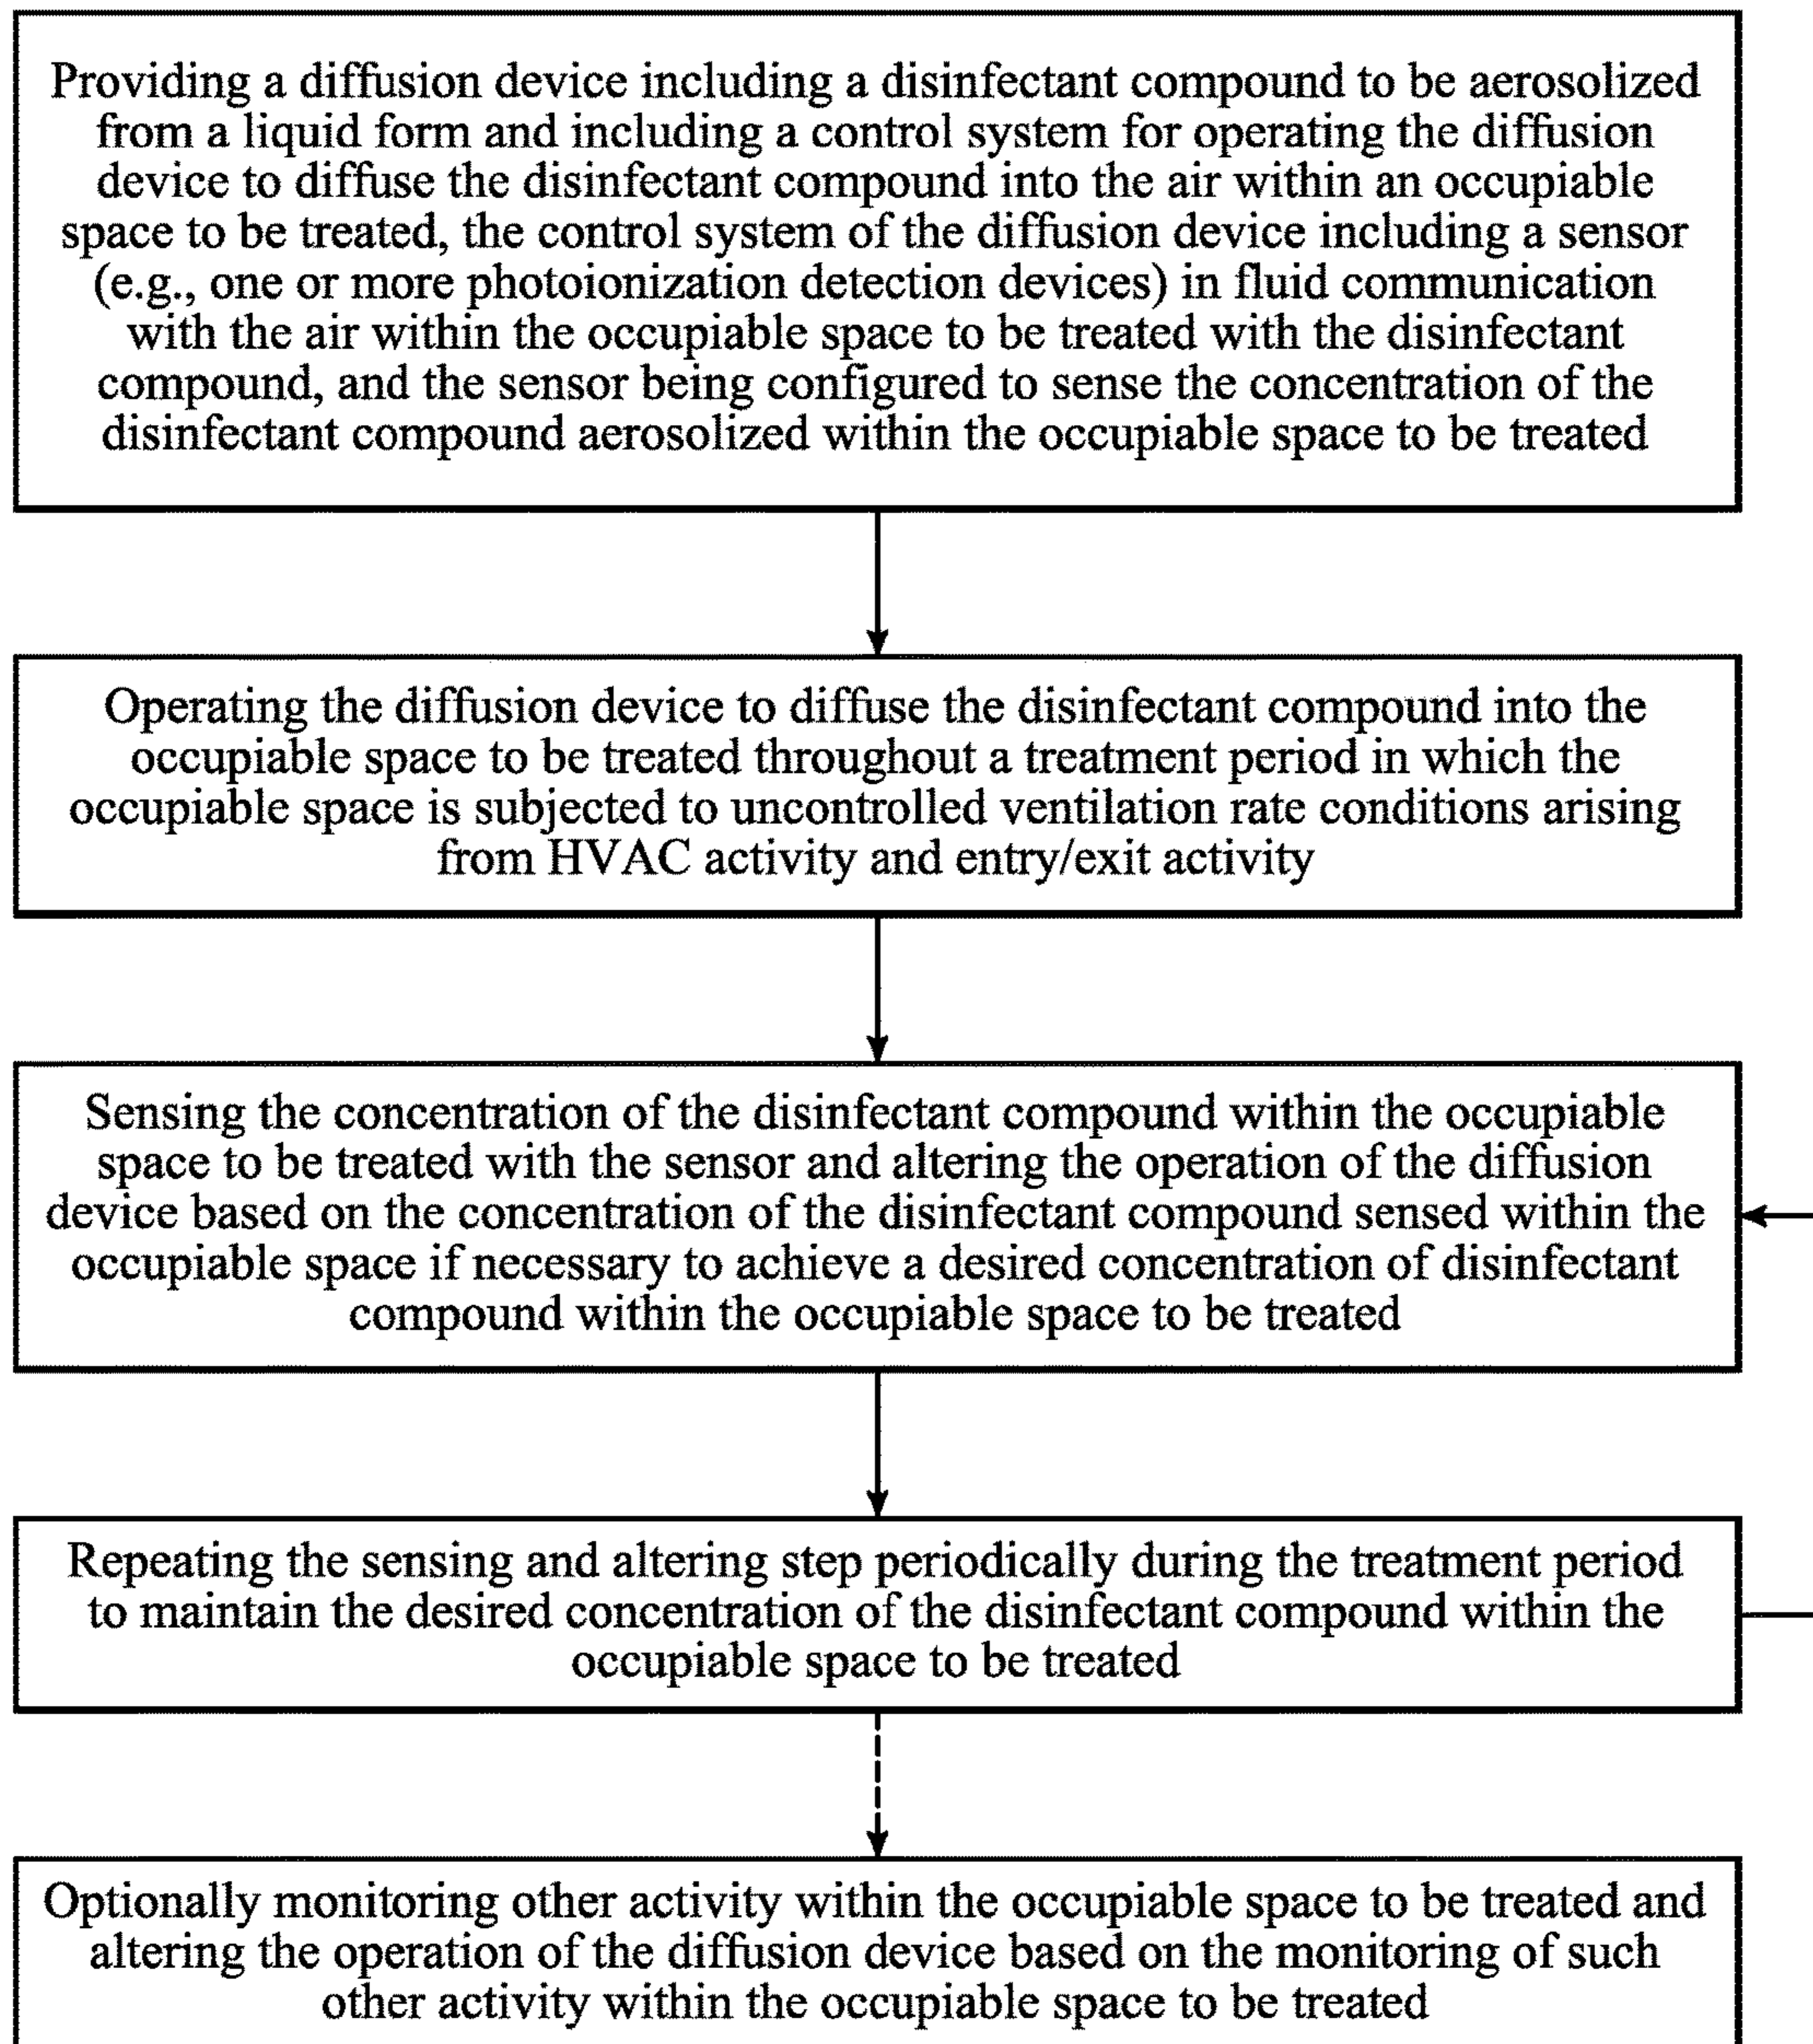 Providing a diffusion device including a disinfectant compound to be aerosolized
from a liquid form and including a control system for operating the diffusion
device to diffuse the disinfectant compound into the air within an occupiable
space to be treated, the control system of the diffusion device including a sensor
(e.g., one or more photoionization detection devices) in fluid communication
with the air within the occupiable space to be treated with the disinfectant
compound, and the sensor being configured to sense the concentration of the
disinfectant compound aerosolized within the occupiable space to be treated
Operating the diffusion device to diffuse the disinfectant compound into the
occupiable space to be treated throughout a treatment period in which the
occupiable space is subjected to uncontrolled ventilation rate conditions arising
from HVAC activity and entry/exit activity
Sensing the concentration of the disinfectant compound within the occupiable
space to be treated with the sensor and altering the operation of the diffusion
device based on the concentration of the disinfectant compound sensed within the
occupiable space if necessary to achieve a desired concentration of disinfectant
compound within the occupiable space to be treated
Repeating the sensing and altering step periodically during the treatment period
to maintain the desired concentration of the disinfectant compound within the
occupiable space to be treated
Optionally monitoring other activity within the occupiable space to be treated and
altering the operation of the diffusion device based on the monitoring of such
other activity within the occupiable space to be treated